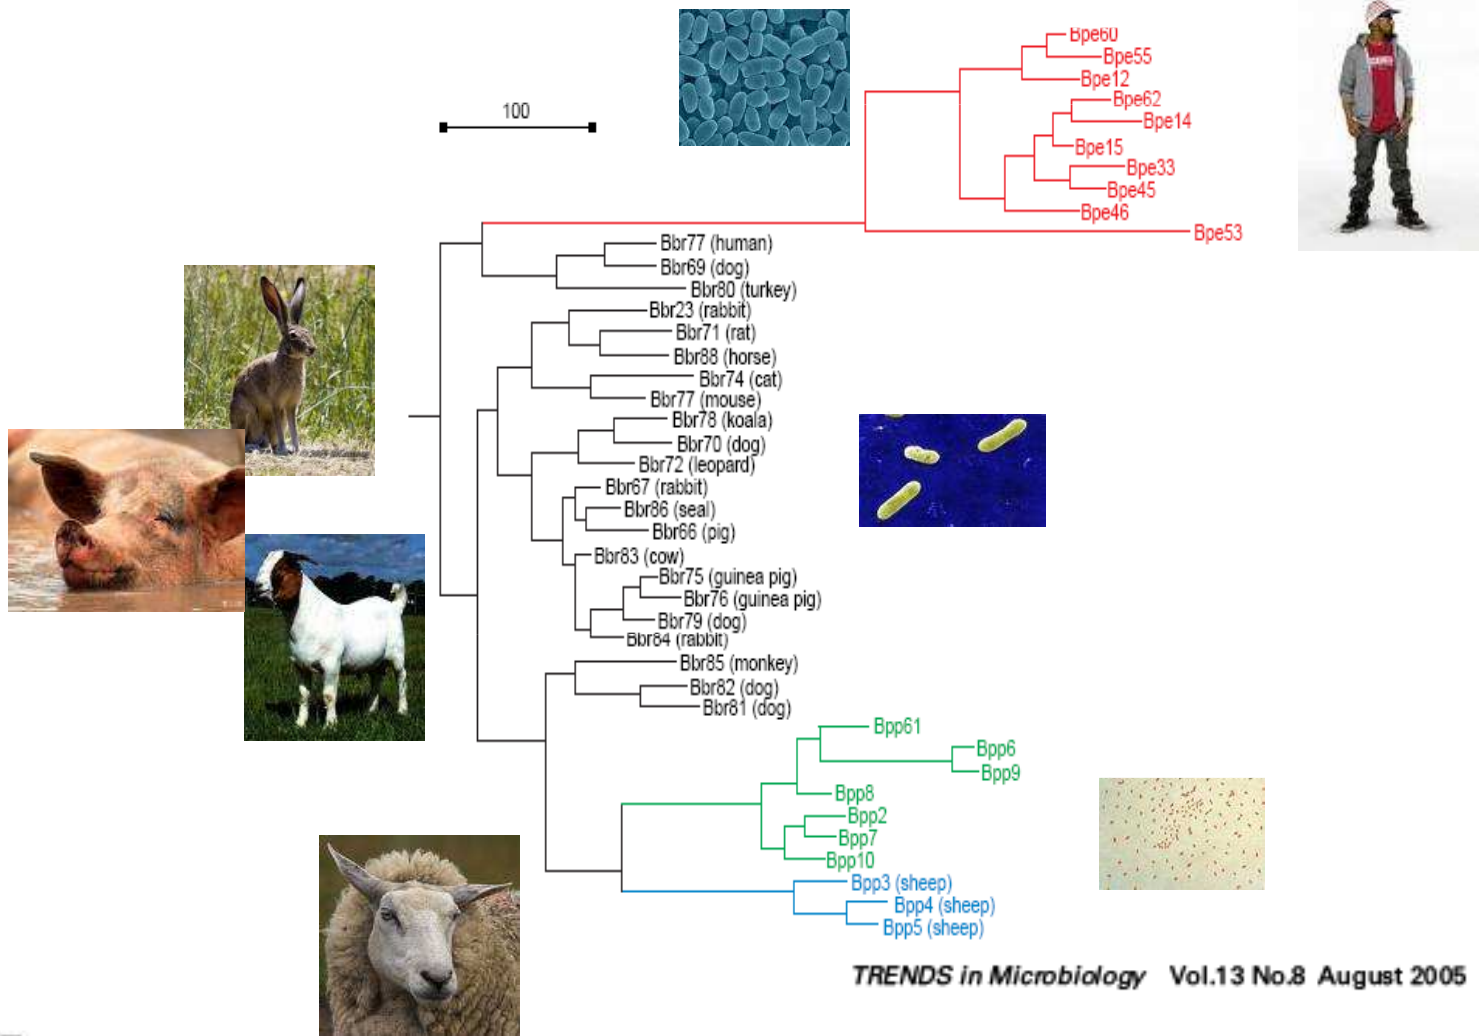 Bpe60
Bpe55
Bpe12
100
Bpe62
Bpe14
Bpe15
Bpe33
Bpe45
Bpe46
Bpe53
Bbr77 (human)
Bbr69 (dog)
Bbr80 (turkey)
Bbr23 (rabbit)
Bbr71 (rat)
Bbr88 (horse)
Bbr74 (cat)
Bbr77 (mouse)
Bbr78 (koala)
Bbr70 (dog)
Bbr72 (leopard)
Bbr67 (rabbit)
Bbr86 (seal)
Bbr66 (pig)
Bbr83 (cow)
Bbr75 (guinea pig)
Bbr76 (guinea pig)
Bbr79 (dog)
Bbr84 (rabbit)
Bbr85 (monkey)
Bbr82 (dog)
Bbr81 (dog)
Bpp61
Bpp6
Bpp9
Bpp8
Bpp2
Bpp7
Bpp10
Bpp3 (sheep)
Bpp4 (sheep)
Bpp5 (sheep)
TRENDS in Microbiology Vol.13 No.8 August 2005